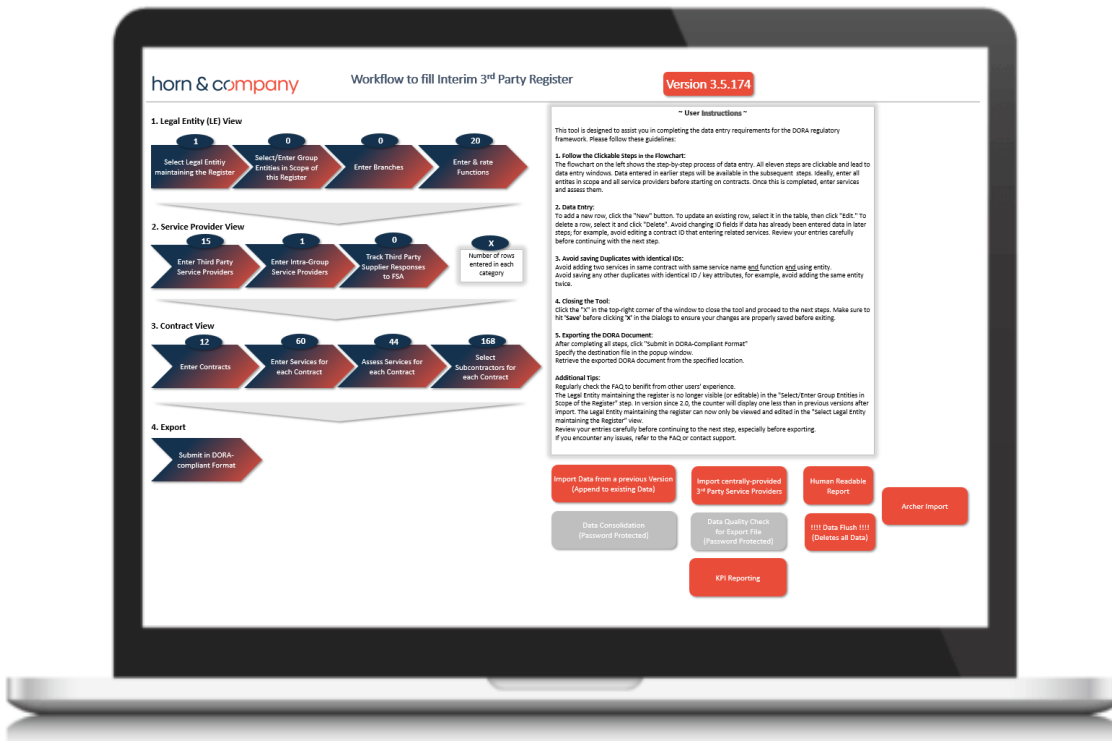 horn & company
Workflow to fill Interim 3rd Party Register
Version 3.5.174
1. Legal Entity (LE) View
1
Select Legal Entitiy
maintaining the Register
0
Select/Enter Group
Entities in Scope of
this Register
0
Enter Branches
20
Enter & rate
Functions
2. Service Provider View
15
Enter Third Party
Service Providers
1
Enter Intra-Group
Service Providers
0
Track Third Party
Supplier Responses
to FSA
X
Number of rows
entered in each
category
3. Contract View
12
Enter Contracts
60
Enter Services for
each Contract
44
Assess Services for
each Contract
168
Select
Subcontractors for
each Contract
4. Export
Submit in DORA-
compliant Format
~ User Instructions ~
This tool is designed to assist you in completing the data entry requirements for the DORA regulatory
framework. Please follow these guidelines:
1. Follow the Clickable Steps in the Flowchart:
The flowchart on the left shows the step-by-step process of data entry. All eleven steps are clickable and lead to
data entry windows. Data entered in earlier steps will be available in the subsequent steps. Ideally, enter all
entites in scope and all service providers before starting on contracts. Once this is completed, enter services
and assess them.
2. Data Entry:
To add a new row, click the "New" button. To update an existing row, select it in the table, then click "Edit." To
delete a row, select it and click "Delete". Avoid changing ID fields if data has already been entered data in later
steps; for example, avoid editing a contract ID that entering related services. Review your entries carefully
before continuing with the next step.
3. Avoid saving Duplicates with identical IDs:
Avoid adding two services in same contract with same service name and function and using entity.
Avoid saving any other duplicates with identical ID / key attributes, for example, avoid adding the same entity
twice.
4. Closing the Tool:
Click the "X" in the top-right corner of the window to close the tool and proceed to the next steps. Make sure to
hit 'Save' before clicking 'X' in the Dialogs to ensure your changes are properly saved before exiting.
5. Exporting the DORA Document:
After completing all steps, click "Submit in DORA-Compliant Format"
Specify the destination file in the popup window.
Retrieve the exported DORA document from the specified location.
Additional Tips:
Regularly check the FAQ to benifit from other users' experience.
The Legal Entity maintaining the register is no longer visible (or editable) in the "Select/Enter Group Entities in
Scope of the Register" step. In version since 2.0, the counter will display one less than in previous versions after
import. The Legal Entity maintaining the register can now only be viewed and edited in the "Select Legal Entity
maintaining the Register" view.
Review your entries carefully before continuing to the next step, especially before exporting.
If you encounter any issues, refer to the FAQ or contact support.
Import Data from a previous Version
(Append to existing Data)
Import centrally-provided
3rd Party Service Providers
Human Readable
Report
Archer Import
Data Consolidation
(Password Protected)
Data Quality Check
for Export File
(Password Protected)
!!!! Data Flush !!!!
(Deletes all Data)
KPI Reporting